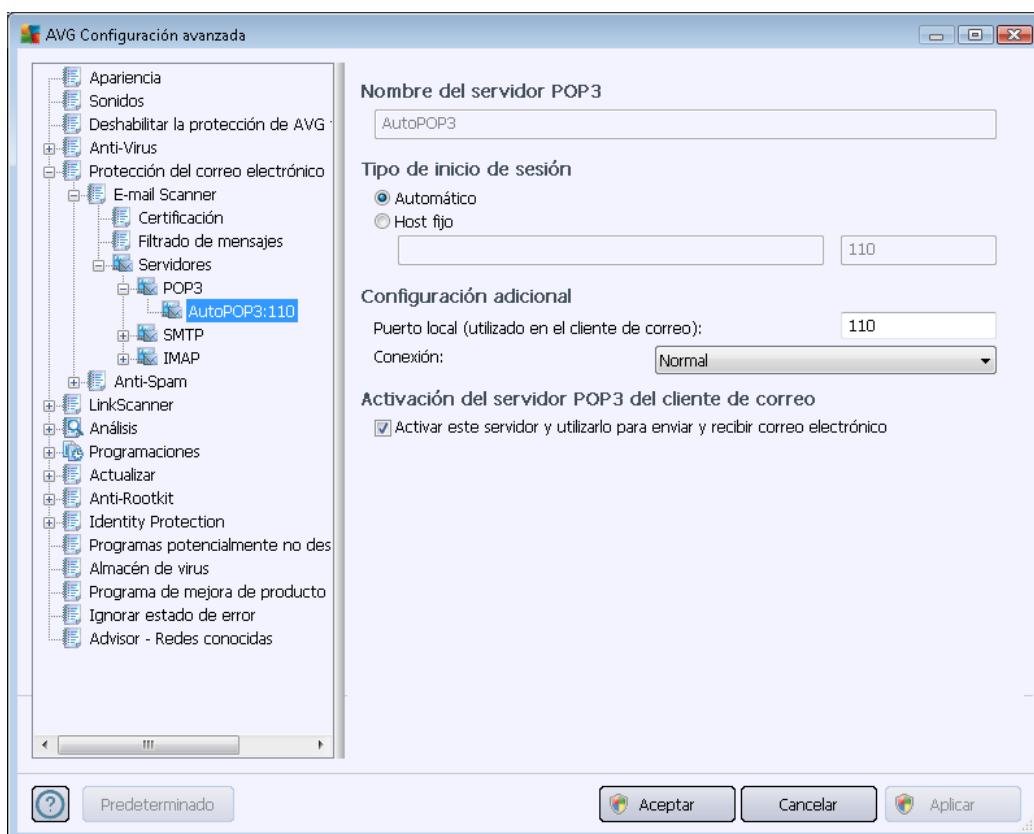 AVG Configuración avanzada
Apariencia
Sonidos
Deshabilitar la protección de AVG
Anti-Virus
Protección del correo electrónico
E-mail Scanner
Certificación
Filtrado de mensajes
Servidores
POP3
AutoPOP3:110
SMTP
IMAP
Anti-Spam
LinkScanner
Análisis
Programaciones
Actualizar
Anti-Rootkit
Identity Protection
Programas potencialmente no des
Almacén de virus
Programa de mejora de producto
Ignorar estado de error
Advisor - Redes conocidas
Nombre del servidor POP3
AutoPOP3
Tipo de inicio de sesión
Automático
Host fijo
110
Configuración adicional
Puerto local (utilizado en el cliente de correo): 110
Conexión: Normal
Activación del servidor POP3 del cliente de correo
Activar este servidor y utilizarlo para enviar y recibir correo electrónico
Predeterminado Aceptar Cancelar Aplicar